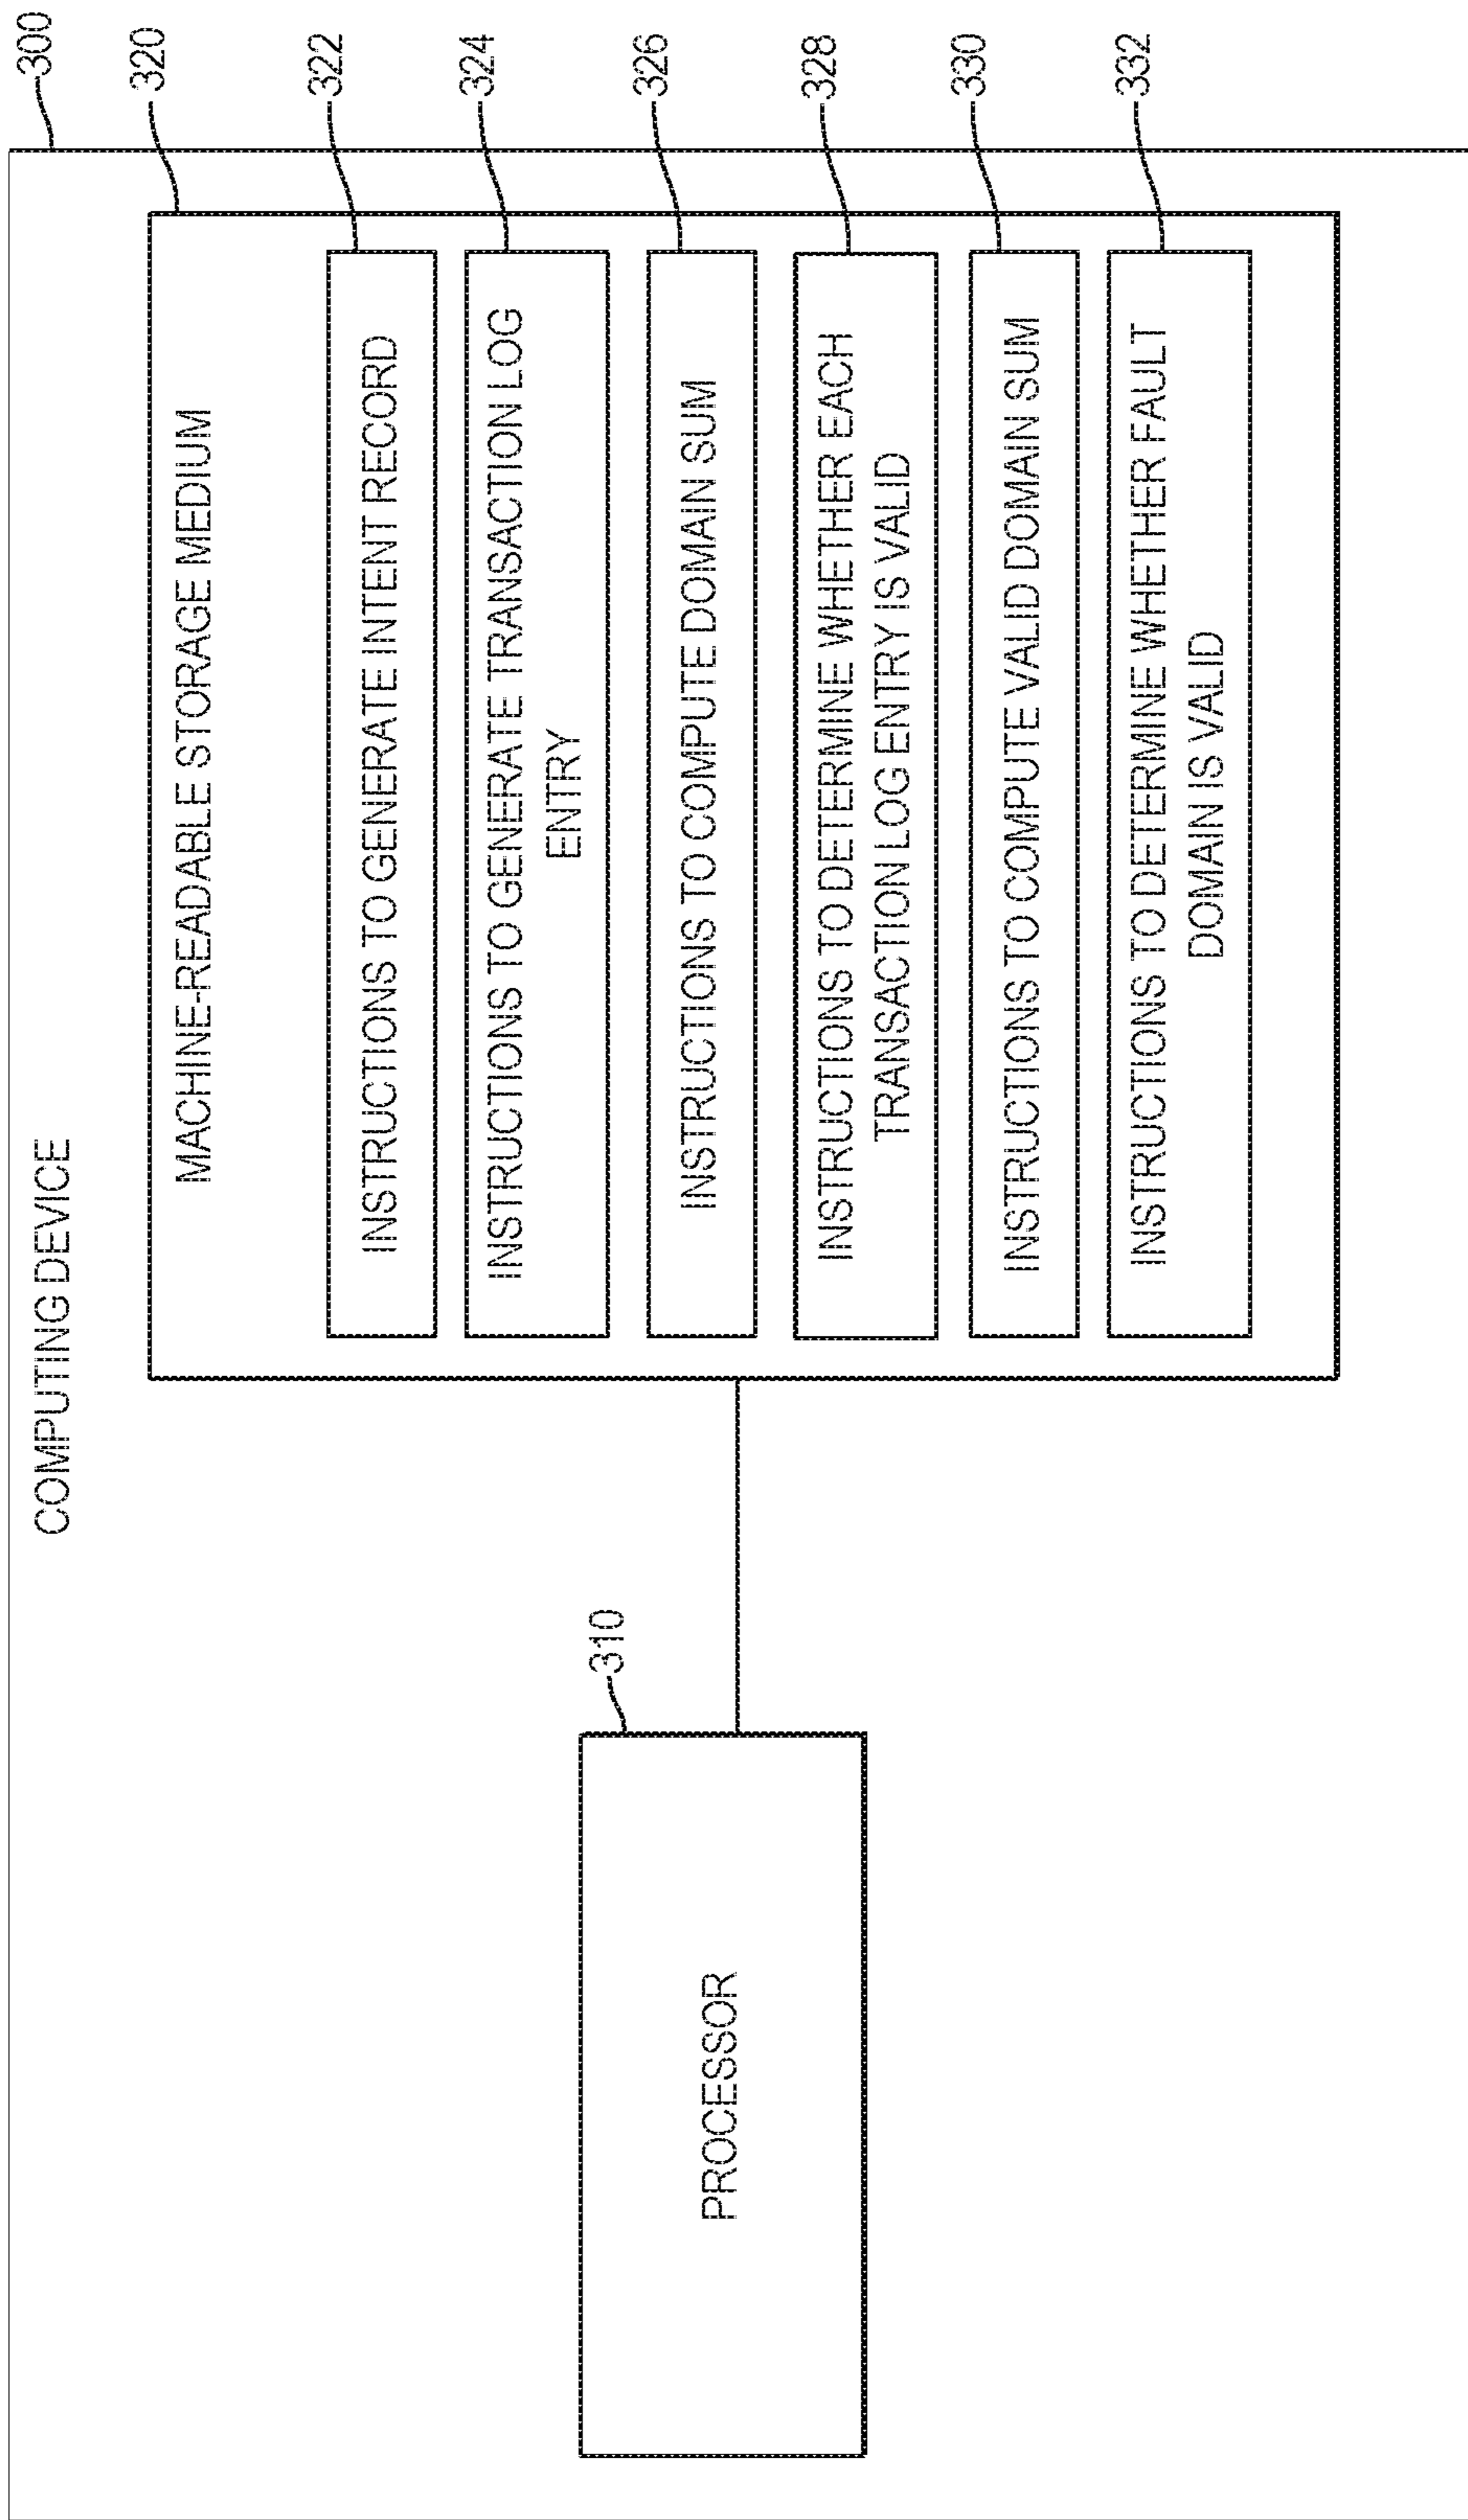 COMPUTING DEVICE
300
MACHINE-READABLE STORAGE MEDIUM
320
INSTRUCTIONS TO GENERATE INTENT RECORD
322
INSTRUCTIONS TO GENERATE TRANSACTION LOG
ENTRY
324
INSTRUCTIONS TO COMPUTE DOMAIN SUM
326
INSTRUCTIONS TO DETERMINE WHETHER EACH
TRANSACTION LOG ENTRY IS VALID
328
INSTRUCTIONS TO COMPUTE VALID DOMAIN SUM
330
INSTRUCTIONS TO DETERMINE WHETHER FAULT
DOMAIN IS VALID
332
310
PROCESSOR